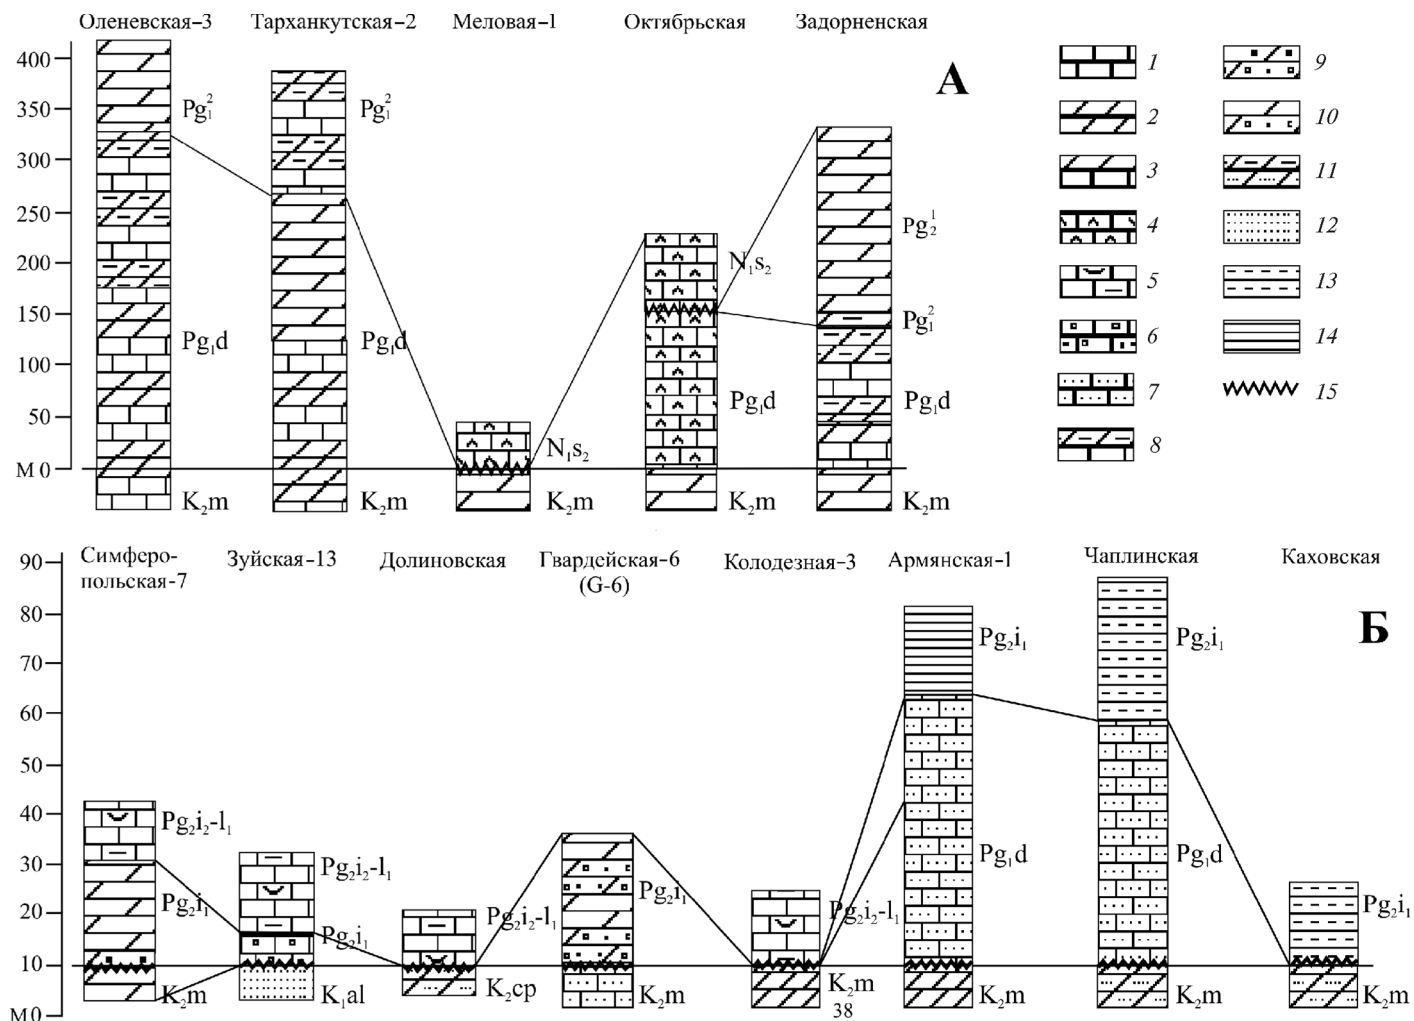 Оленевская-3 Тарханкутская-2 Меловая-1 Октябрьская Задорненская
А
400
350
300
250
200
150
100
50
М 0
Pg₁² Pg₁d K₂m
Pg₁² Pg₁d K₂m
N₁s₂ K₂m
N₁s₂ Pg₁d K₂m
Pg₂¹ Pg₁² Pg₁d K₂m
1 9
2 10
3 11
4 12
5 13
6 14
7 15
8
Симферо-
польская-7
Зуйская-13 Долиновская
Гвардейская-6
(G-6)
Колодезная-3 Армянская-1 Чаплинская Каховская
Б
90
80
70
60
50
40
30
20
10
М 0
Pg₂i₂-l₁ Pg₂i₁ K₂m
Pg₂i₂-l₁ Pg₂i₁ K₁al
Pg₂i₂-l₁ K₂cp
Pg₂i₁ K₂m
Pg₂i₂-l₁ K₂m
38
Pg₂i₁ Pg₁d K₂m
Pg₂i₁ Pg₁d K₂m
Pg₂i₁ K₂m